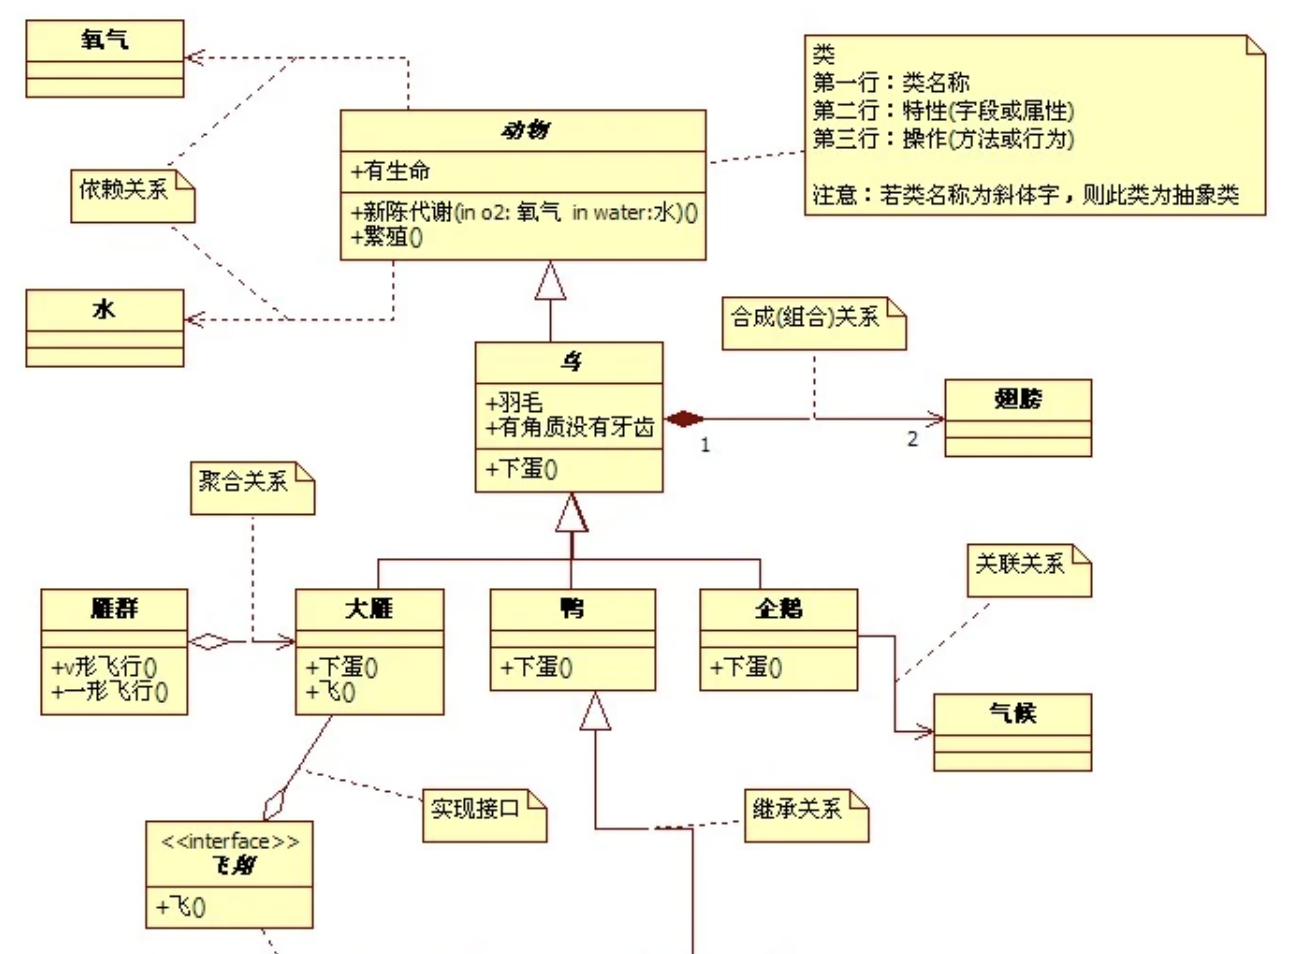 氧气
类
第一行：类名称
第二行：特性(字段或属性)
第三行：操作(方法或行为)
注意：若类名称为斜体字，则此类为抽象类
动物
+有生命
+新陈代谢(in o2: 氧气 in water:水)()
+繁殖()
依赖关系
水
合成(组合)关系
鸟
+羽毛
+有角质没有牙齿
+下蛋()
1
2
翅膀
聚合关系
关联关系
雁群
+v形飞行()
+一形飞行()
大雁
+下蛋()
+飞()
鸭
+下蛋()
企鹅
+下蛋()
气候
实现接口
继承关系
<<interface>>
飞翔
+飞()